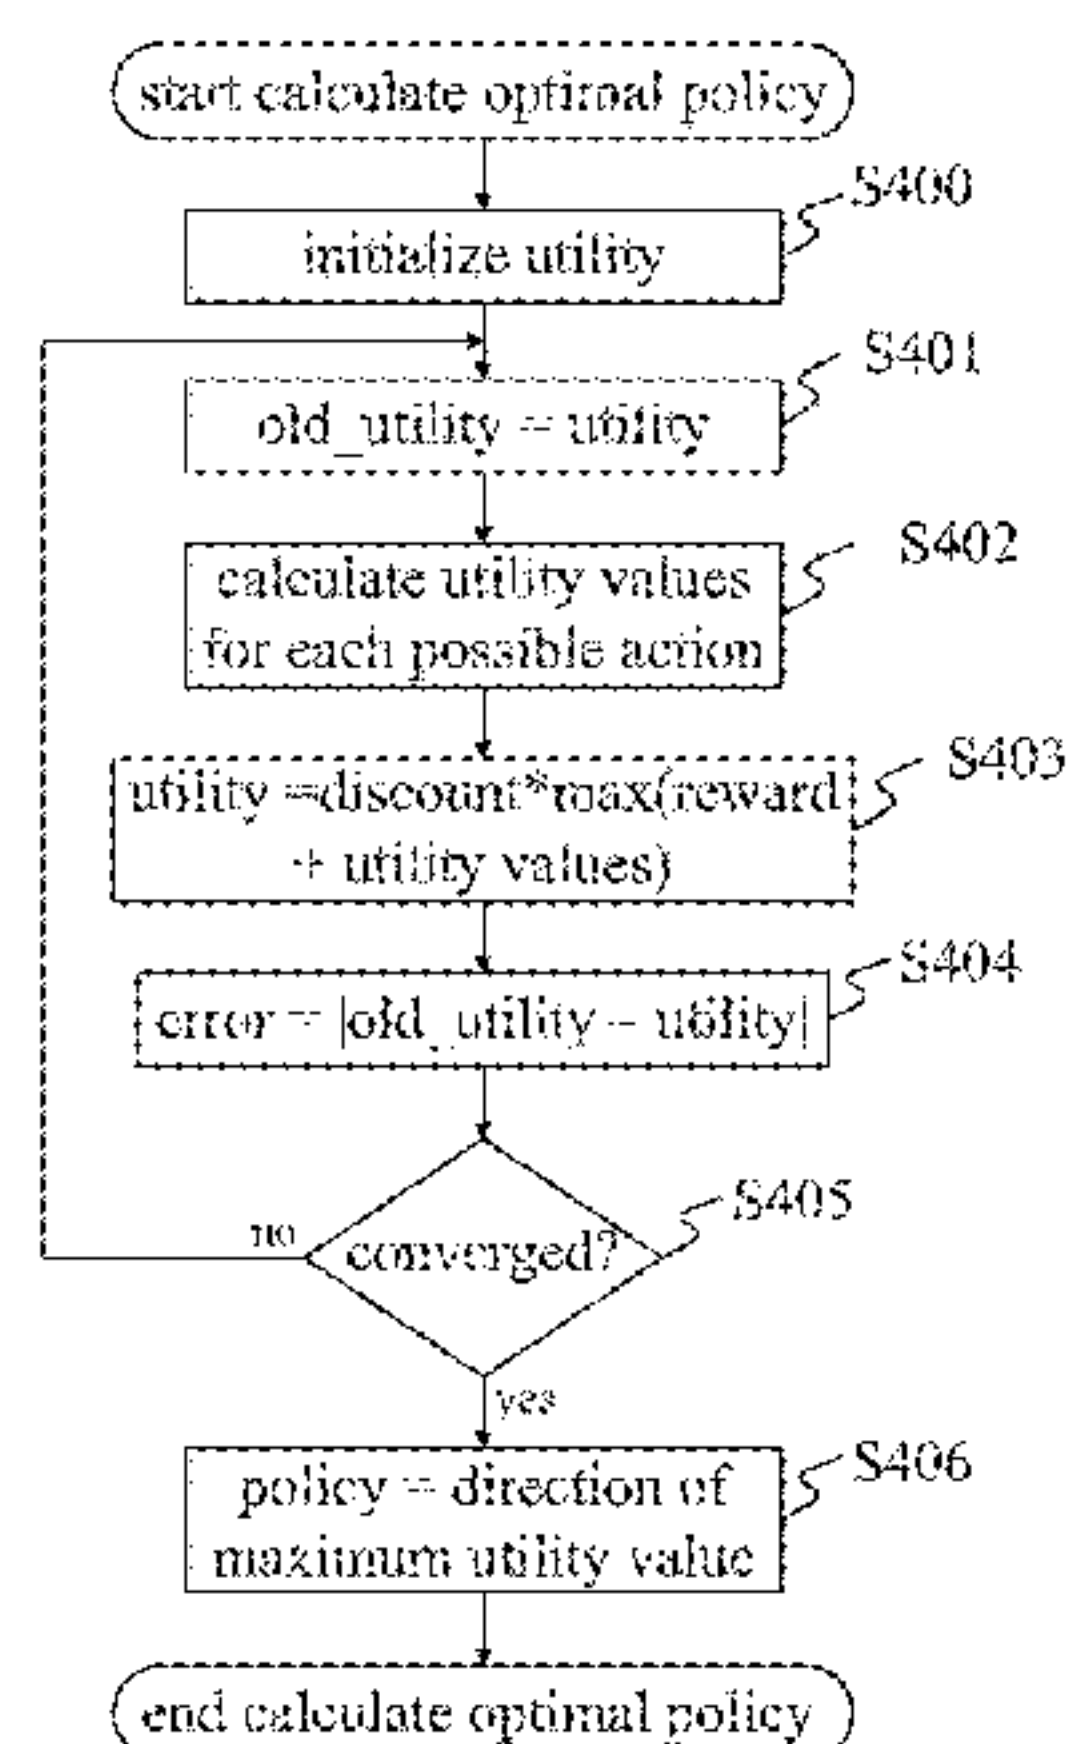 start calculate optimal policy
S400
initialize utility
S401
old_utility = utility
S402
calculate utility values
for each possible action
S403
utility =discount*max(reward
+ utility values)
S404
error = |old_utility – utility|
S405
no
converged?
yes
S406
policy = direction of
maximum utility value
end calculate optimal policy